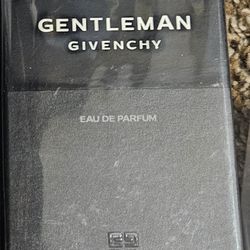 GENTLEMAN
GIVENCHY
EAU DE PARFUM